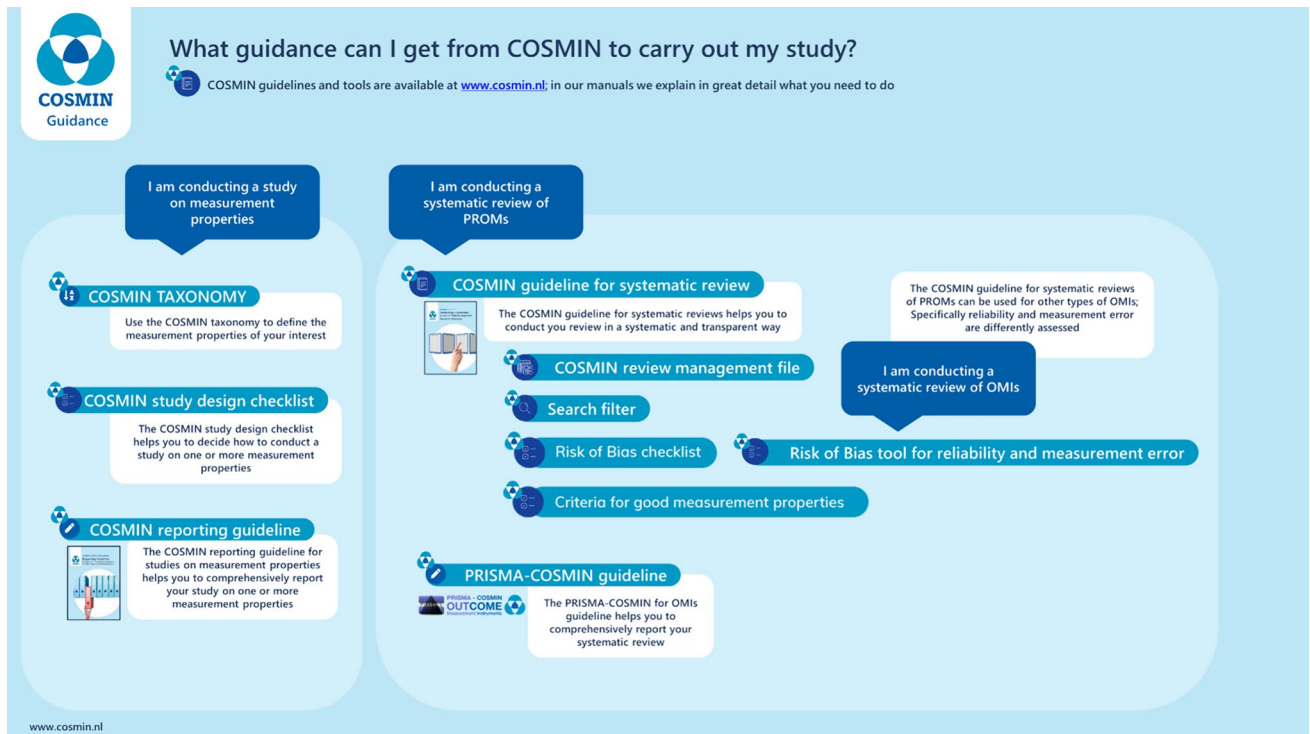 COSMIN
Guidance
What guidance can I get from COSMIN to carry out my study?
COSMIN guidelines and tools are available at www.cosmin.nl; in our manuals we explain in great detail what you need to do
I am conducting a study
on measurement
properties
COSMIN TAXONOMY
Use the COSMIN taxonomy to define the
measurement properties of your interest
COSMIN study design checklist
The COSMIN study design checklist
helps you to decide how to conduct a
study on one or more measurement
properties
COSMIN reporting guideline
The COSMIN reporting guideline for
studies on measurement properties
helps you to comprehensively report
your study on one or more
measurement properties
I am conducting a
systematic review of
PROMs
COSMIN guideline for systematic review
The COSMIN guideline for systematic reviews helps you to
conduct you review in a systematic and transparent way
COSMIN review management file
Search filter
Risk of Bias checklist
Criteria for good measurement properties
The COSMIN guideline for systematic reviews
of PROMs can be used for other types of OMIs;
Specifically reliability and measurement error
are differently assessed
I am conducting a
systematic review of OMIs
Risk of Bias tool for reliability and measurement error
PRISMA-COSMIN guideline
PRISMA - COSMIN
OUTCOME
Measurement Instruments
The PRISMA-COSMIN for OMIs
guideline helps you to
comprehensively report your
systematic review
www.cosmin.nl